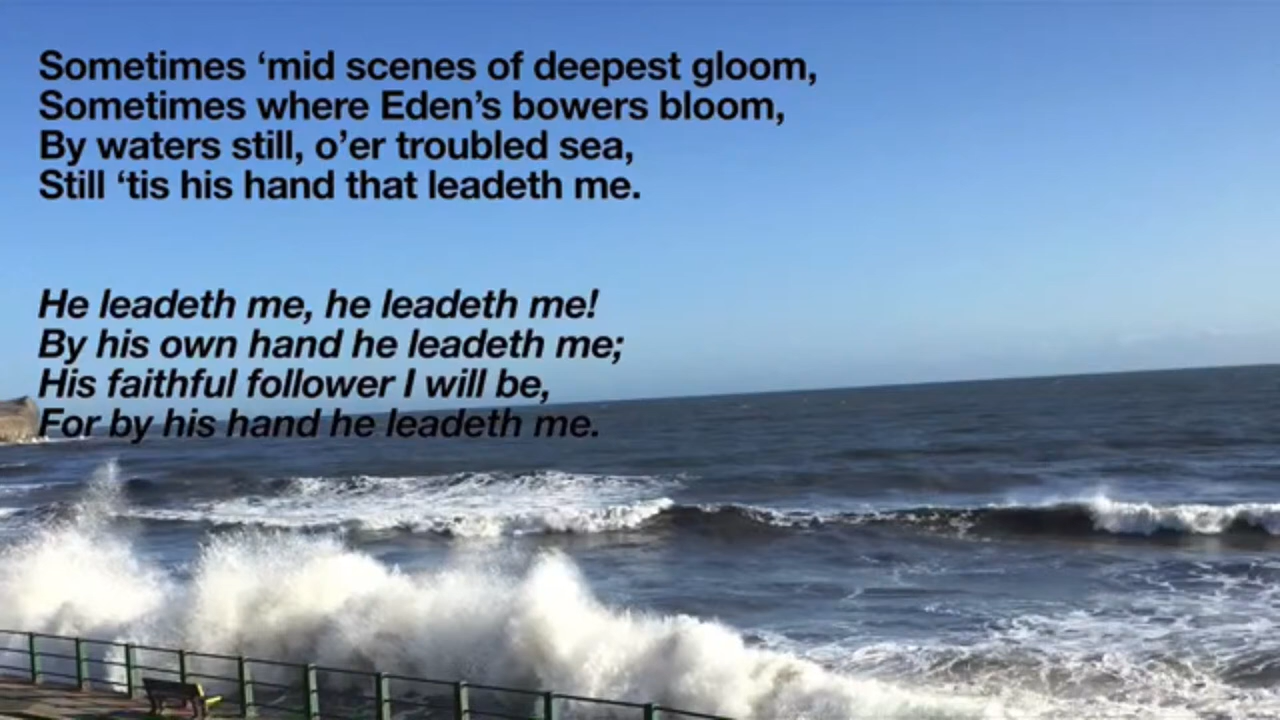 Sometimes ‘mid scenes of deepest gloom,
Sometimes where Eden’s bowers bloom,
By waters still, o’er troubled sea,
Still ‘tis his hand that leadeth me.
He leadeth me, he leadeth me!
By his own hand he leadeth me;
His faithful follower I will be,
For by his hand he leadeth me.